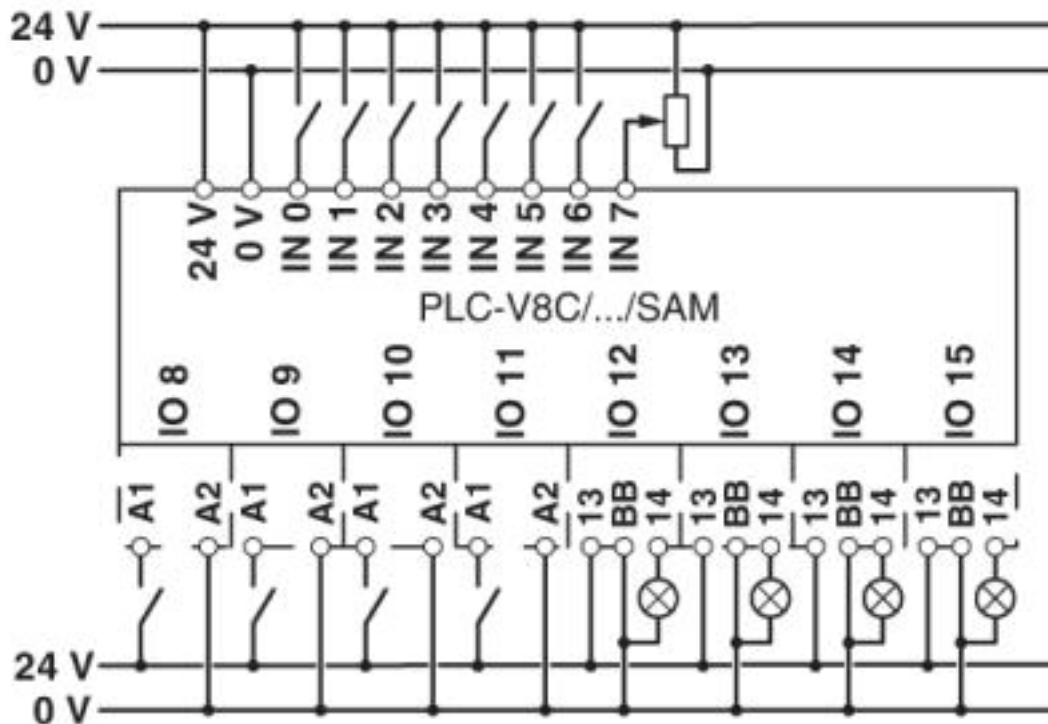 24 V
0 V
24 V
0 V
IN 0
IN 1
IN 2
IN 3
IN 4
IN 5
IN 6
IN 7
PLC-V8C/.../SAM
IO 8
IO 9
IO 10
IO 11
IO 12
IO 13
IO 14
IO 15
A1
A2
A1
A2
A1
A2
A1
A2
13
BB
14
13
BB
14
13
BB
14
13
BB
14
24 V
0 V